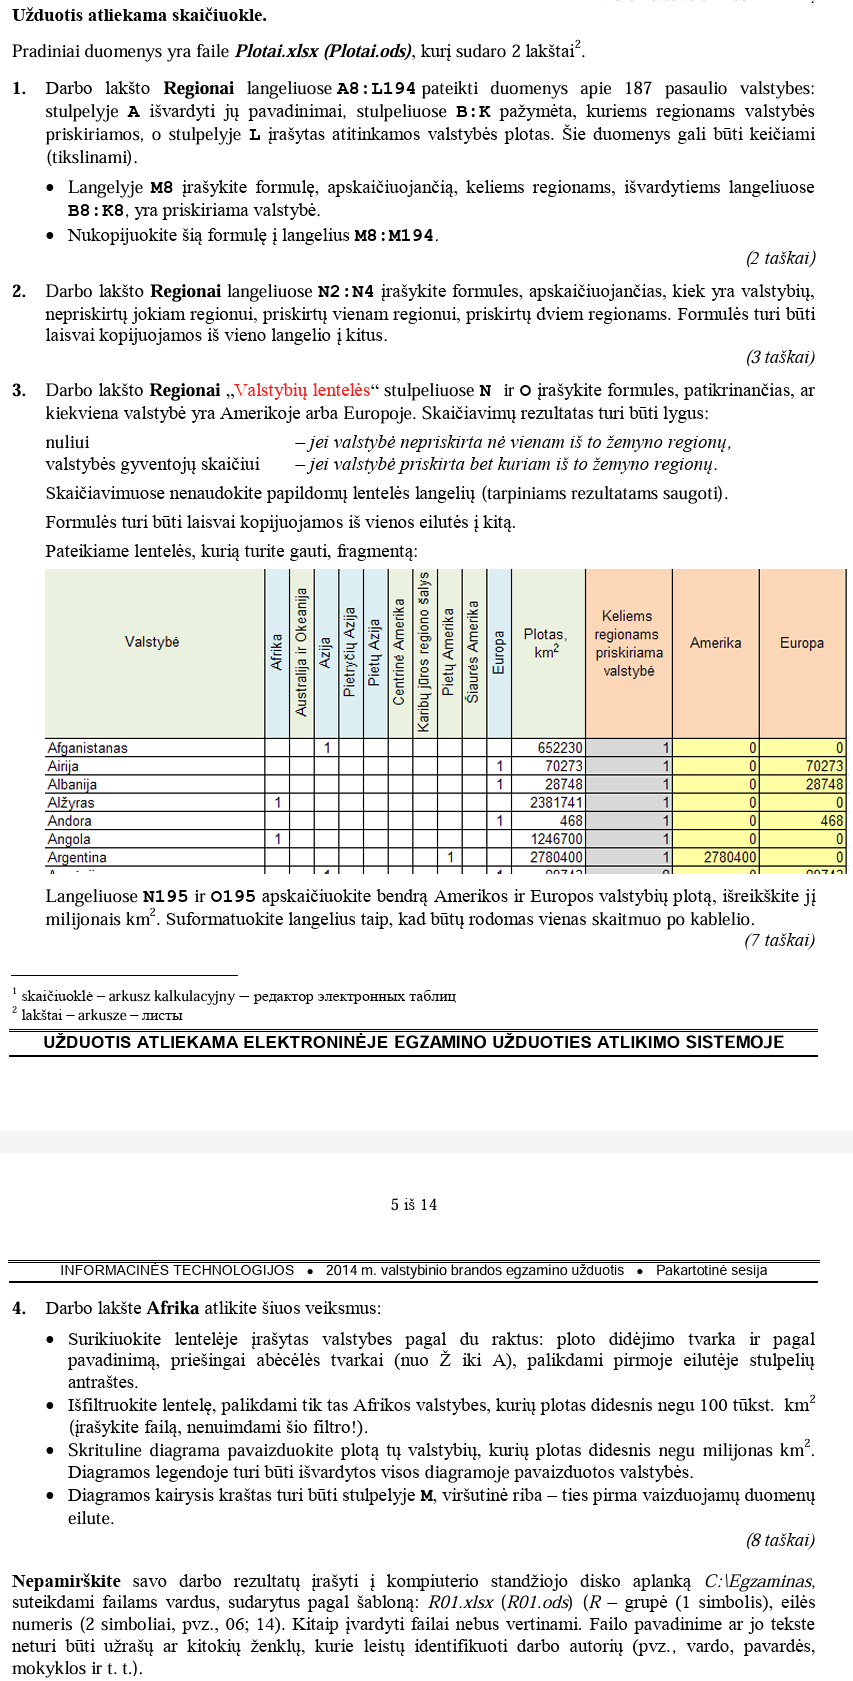 Užduotis atliekama skaičiuokle.
Pradiniai duomenys yra faile Plotai.xlsx (Plotai.ods), kurį sudaro 2 lakštai².
1. Darbo lakšto Regionai langeliuose A8:L194 pateikti duomenys apie 187 pasaulio valstybes:
stulpelyje A išvardyti jų pavadinimai, stulpeliuose B:K pažymėta, kuriems regionams valstybės
priskiriamos, o stulpelyje L įrašytas atitinkamos valstybės plotas. Šie duomenys gali būti keičiami
(tikslinami).
• Langelyje M8 įrašykite formulę, apskaičiuojančią, keliems regionams, išvardytiems langeliuose
B8:K8, yra priskiriama valstybė.
• Nukopijuokite šią formulę į langelius M8:M194.
(2 taškai)
2. Darbo lakšto Regionai langeliuose N2:N4 įrašykite formules, apskaičiuojančias, kiek yra valstybių,
nepriskirtų jokiam regionui, priskirtų vienam regionui, priskirtų dviem regionams. Formulės turi būti
laisvai kopijuojamos iš vieno langelio į kitus.
(3 taškai)
3. Darbo lakšto Regionai „Valstybių lentelės“ stulpeliuose N ir O įrašykite formules, patikrinančias, ar
kiekviena valstybė yra Amerikoje arba Europoje. Skaičiavimų rezultatas turi būti lygus:
nuliui – jei valstybė nepriskirta nė vienam iš to žemyno regionų,
valstybės gyventojų skaičiui – jei valstybė priskirta bet kuriam iš to žemyno regionų.
Skaičiavimuose nenaudokite papildomų lentelės langelių (tarpiniams rezultatams saugoti).
Formulės turi būti laisvai kopijuojamos iš vienos eilutės į kitą.
Pateikiame lentelės, kurią turite gauti, fragmentą:
Valstybė
Afrika
Australija ir Okeanija
Azija
Pietryčių Azija
Pietų Azija
Centrinė Amerika
Karibų jūros regiono šalys
Pietų Amerika
Šiaurės Amerika
Europa
Plotas,
km²
Keliems
regionams
priskiriama
valstybė
Amerika
Europa
Afganistanas 1 652230 1 0 0
Airija 1 70273 1 0 70273
Albanija 1 28748 1 0 28748
Alžyras 1 2381741 1 0 0
Andora 1 468 1 0 468
Angola 1 1246700 1 0 0
Argentina 1 2780400 1 2780400 0
Langeliuose N195 ir O195 apskaičiuokite bendrą Amerikos ir Europos valstybių plotą, išreikškite jį
milijonais km². Suformatuokite langelius taip, kad būtų rodomas vienas skaitmuo po kablelio.
(7 taškai)
¹ skaičiuoklė – arkusz kalkulacyjny – редактор электронных таблиц
² lakštai – arkusze – листы
UŽDUOTIS ATLIEKAMA ELEKTRONINĖJE EGZAMINO UŽDUOTIES ATLIKIMO SISTEMOJE
5 iš 14
INFORMACINĖS TECHNOLOGIJOS • 2014 m. valstybinio brandos egzamino užduotis • Pakartotinė sesija
4. Darbo lakšte Afrika atlikite šiuos veiksmus:
• Surikiuokite lentelėje įrašytas valstybes pagal du raktus: ploto didėjimo tvarka ir pagal
pavadinimą, priešingai abėcėlės tvarkai (nuo Ž iki A), palikdami pirmoje eilutėje stulpelių
antraštes.
• Išfiltruokite lentelę, palikdami tik tas Afrikos valstybes, kurių plotas didesnis negu 100 tūkst. km²
(įrašykite failą, nenuimdami šio filtro!).
• Skrituline diagrama pavaizduokite plotą tų valstybių, kurių plotas didesnis negu milijonas km².
Diagramos legendoje turi būti išvardytos visos diagramoje pavaizduotos valstybės.
• Diagramos kairysis kraštas turi būti stulpelyje M, viršutinė riba – ties pirma vaizduojamų duomenų
eilute.
(8 taškai)
Nepamirškite savo darbo rezultatų įrašyti į kompiuterio standžiojo disko aplanką C:\Egzaminas,
suteikdami failams vardus, sudarytus pagal šabloną: R01.xlsx (R01.ods) (R – grupė (1 simbolis), eilės
numeris (2 simboliai, pvz., 06; 14). Kitaip įvardyti failai nebus vertinami. Failo pavadinime ar jo tekste
neturi būti užrašų ar kitokių ženklų, kurie leistų identifikuoti darbo autorių (pvz., vardo, pavardės,
mokyklos ir t. t.).